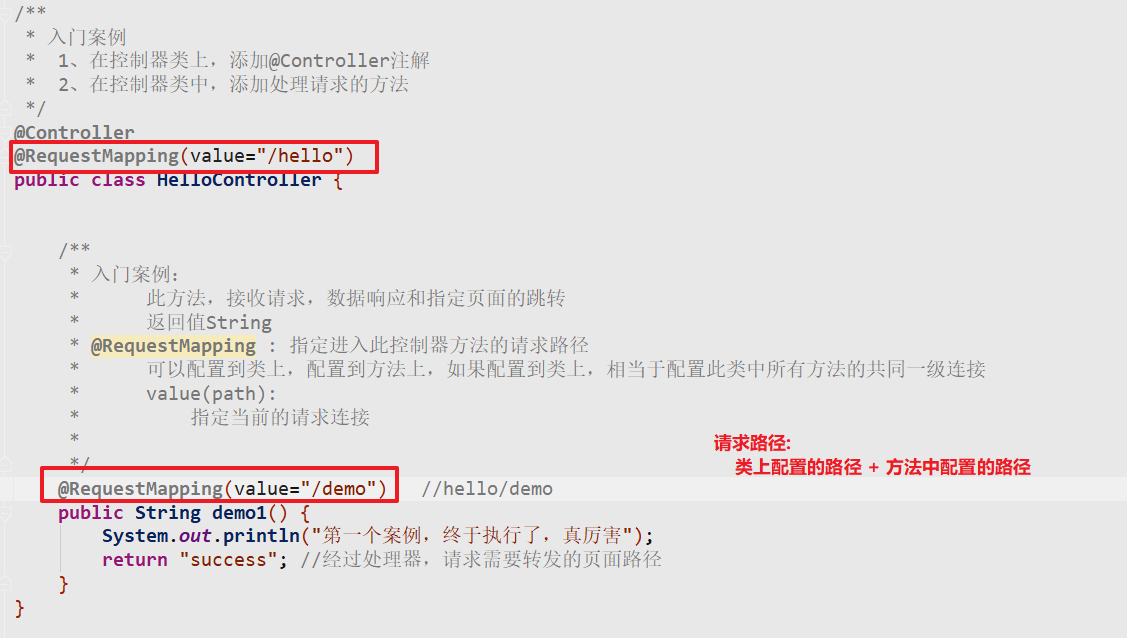 /**
 * 入门案例
 *  1、在控制器类上，添加@Controller注解
 *  2、在控制器类中，添加处理请求的方法
 */
@Controller
@RequestMapping(value="/hello")
public class HelloController {
    /**
     * 入门案例:
     *      此方法，接收请求，数据响应和指定页面的跳转
     *      返回值String
     * @RequestMapping : 指定进入此控制器方法的请求路径
     *      可以配置到类上，配置到方法上，如果配置到类上，相当于配置此类中所有方法的共同一级连接
     *      value(path):
     *          指定当前的请求连接
     *
     */
请求路径:
类上配置的路径 + 方法中配置的路径
    @RequestMapping(value="/demo")   //hello/demo
    public String demo1() {
        System.out.println("第一个案例，终于执行了，真厉害");
        return "success"; //经过处理器，请求需要转发的页面路径
    }
}